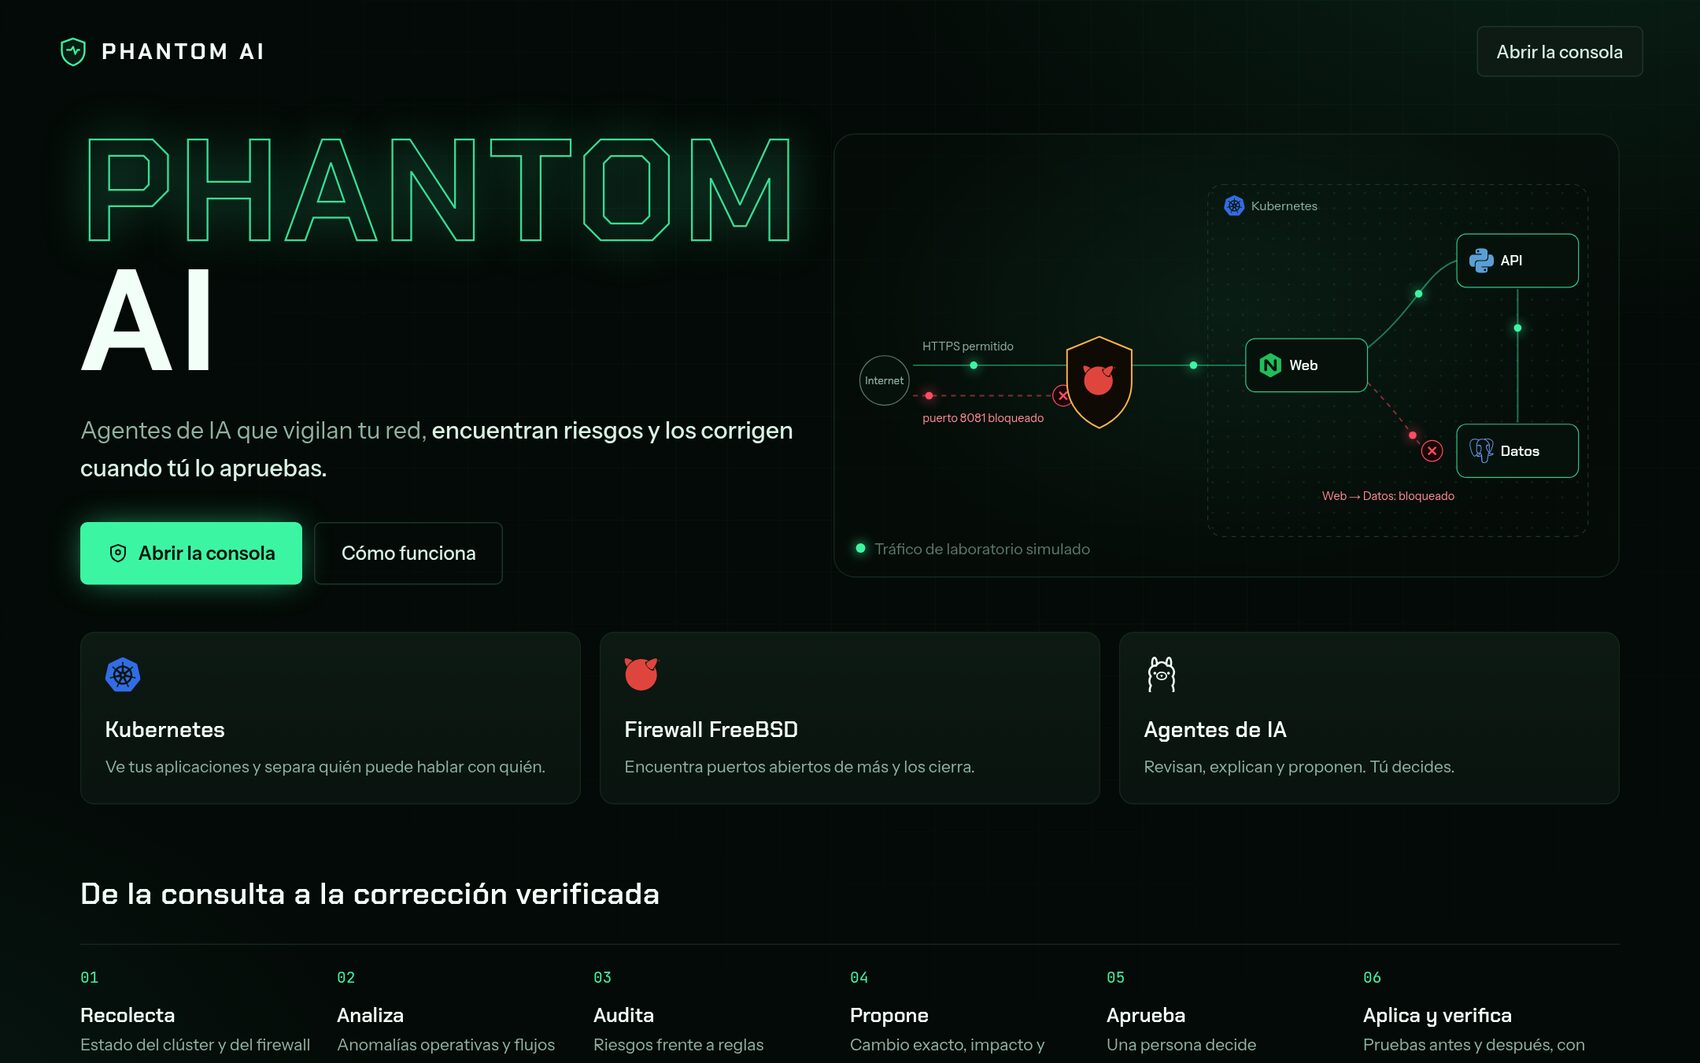 PHANTOM AI
Abrir la consola
PHANTOM
AI
Agentes de IA que vigilan tu red, encuentran riesgos y los corrigen
cuando tú lo apruebas.
Abrir la consola
Cómo funciona
Kubernetes
API
HTTPS permitido
Internet
Web
puerto 8081 bloqueado
Datos
Web → Datos: bloqueado
Tráfico de laboratorio simulado
Kubernetes
Ve tus aplicaciones y separa quién puede hablar con quién.
Firewall FreeBSD
Encuentra puertos abiertos de más y los cierra.
Agentes de IA
Revisan, explican y proponen. Tú decides.
De la consulta a la corrección verificada
01
Recolecta
Estado del clúster y del firewall
02
Analiza
Anomalías operativas y flujos
03
Audita
Riesgos frente a reglas
04
Propone
Cambio exacto, impacto y
05
Aprueba
Una persona decide
06
Aplica y verifica
Pruebas antes y después, con